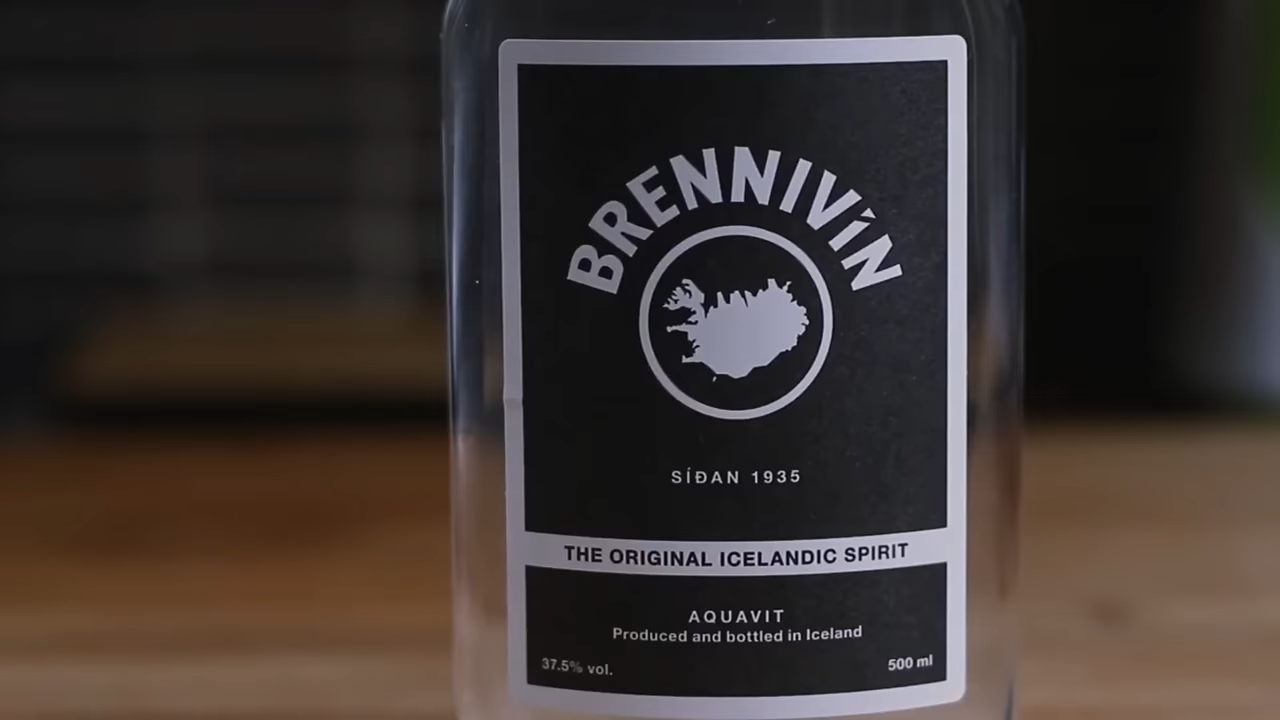 BRENNIVÍN
SÍÐAN 1935
THE ORIGINAL ICELANDIC SPIRIT
AQUAVIT
Produced and bottled in Iceland
37.5% vol.
500 ml